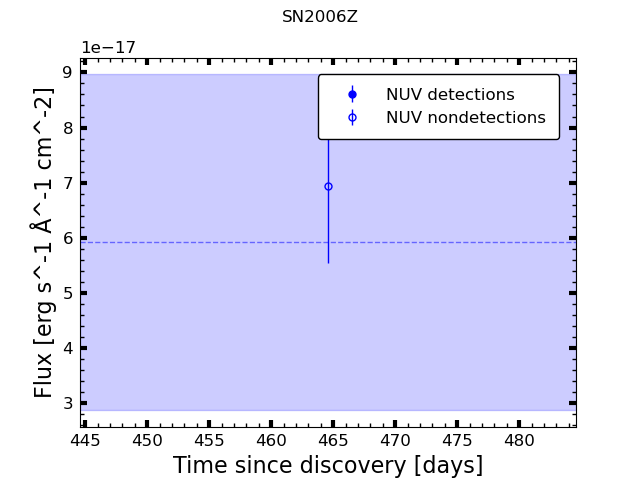 SN2006Z
1e−17
9
8
7
6
5
4
3
Flux [erg s^-1 Å^-1 cm^-2]
NUV detections
NUV nondetections
445 450 455 460 465 470 475 480
Time since discovery [days]